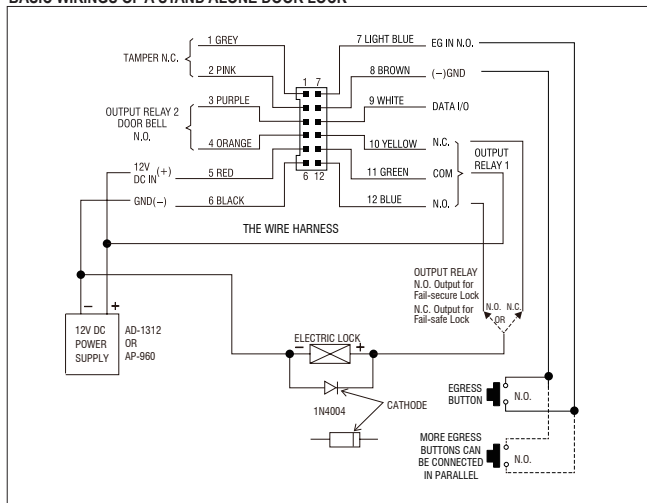 BASIC WIRINGS OF A STAND ALONE DOOR LOCK
TAMPER N.C.
1 GREY
2 PINK
OUTPUT RELAY 2
DOOR BELL
N.O.
3 PURPLE
4 ORANGE
12V
DC IN
(+)
5 RED
GND(−)
6 BLACK
1 7
6 12
7 LIGHT BLUE
EG IN N.O.
8 BROWN
(−)GND
9 WHITE
DATA I/O
10 YELLOW
N.C.
11 GREEN
COM
12 BLUE
N.O.
OUTPUT
RELAY 1
THE WIRE HARNESS
− +
12V DC
POWER
SUPPLY
AD-1312
OR
AP-960
OUTPUT RELAY
N.O. Output for
Fail-secure Lock
N.C. Output for
Fail-safe Lock
N.O. N.C.
OR
ELECTRIC LOCK
− +
1N4004
CATHODE
EGRESS
BUTTON
N.O.
MORE EGRESS
BUTTONS CAN
BE CONNECTED
IN PARALLEL
N.O.